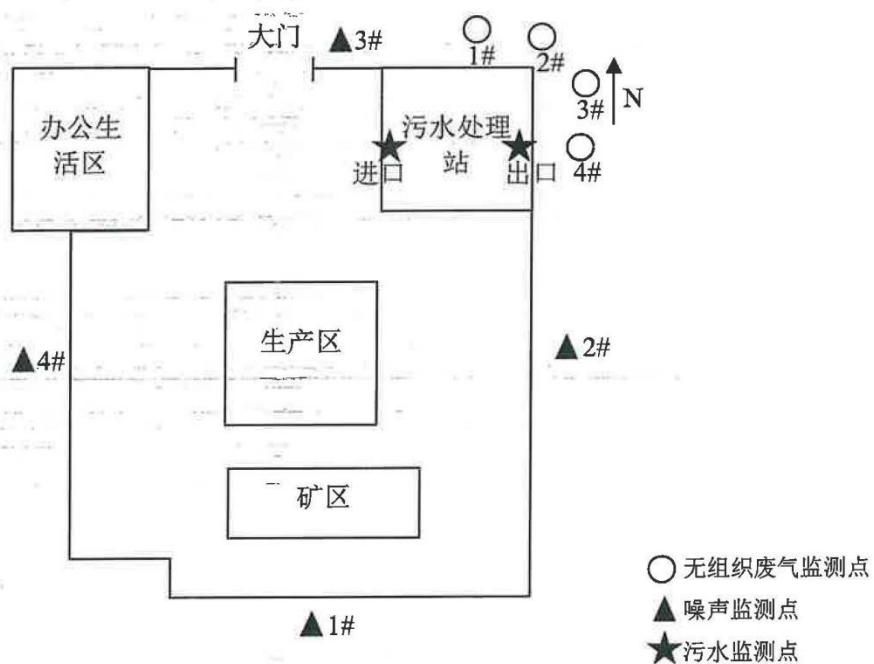 大门
▲3#
1#
2#
3#
N
4#
办公生
活区
污水处理
站
进口
出口
生产区
▲4#
▲2#
矿区
▲1#
○ 无组织废气监测点
▲ 噪声监测点
★ 污水监测点